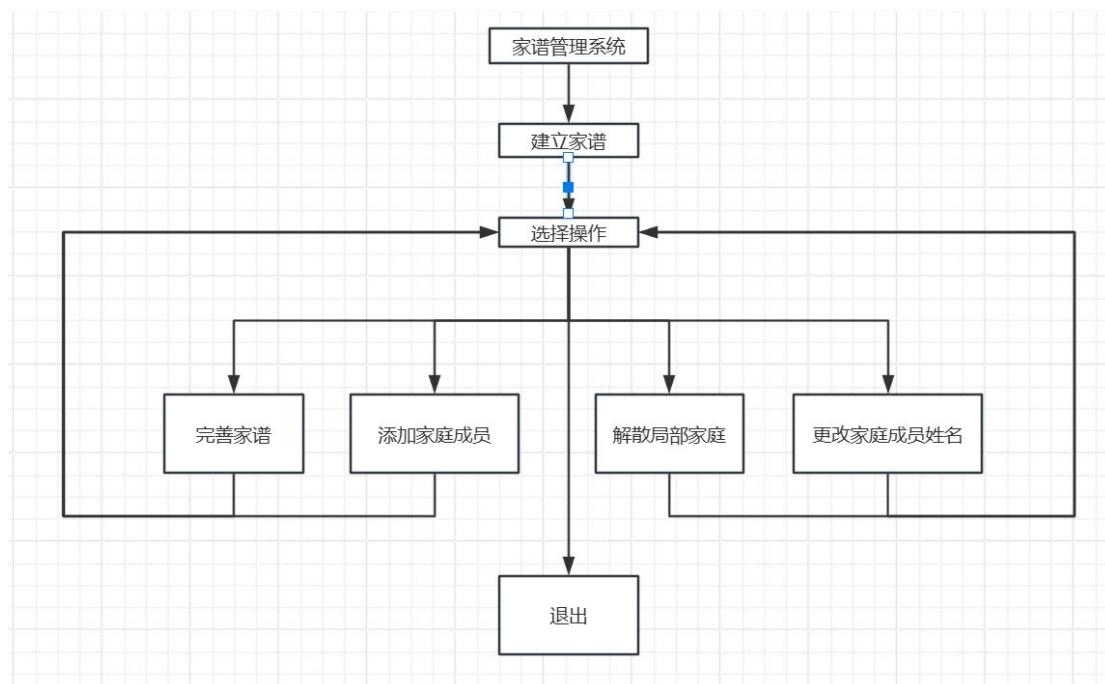 家谱管理系统
建立家谱
选择操作
完善家谱
添加家庭成员
解散局部家庭
更改家庭成员姓名
退出